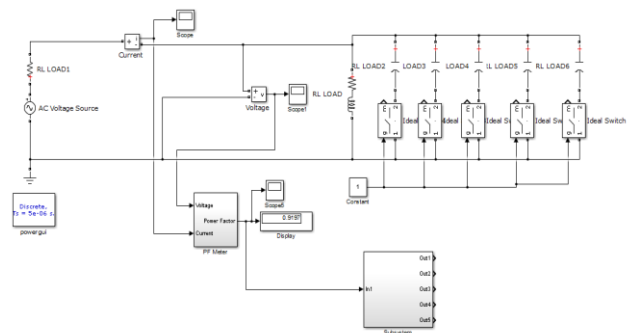 Scope
Current
RL LOAD1
RL LOAD2
LOAD3
LOAD4
RL LOAD5
RL LOAD6
RL LOAD
AC Voltage Source
Voltage
Scope1
Ideal Switch
1
Constant
Discrete,
Ts = 5e-06 s.
powergui
Voltage
Power Factor
Current
PF Meter
Scope6
0.9197
Display
In1
Out1
Out2
Out3
Out4
Out5
Subsystem